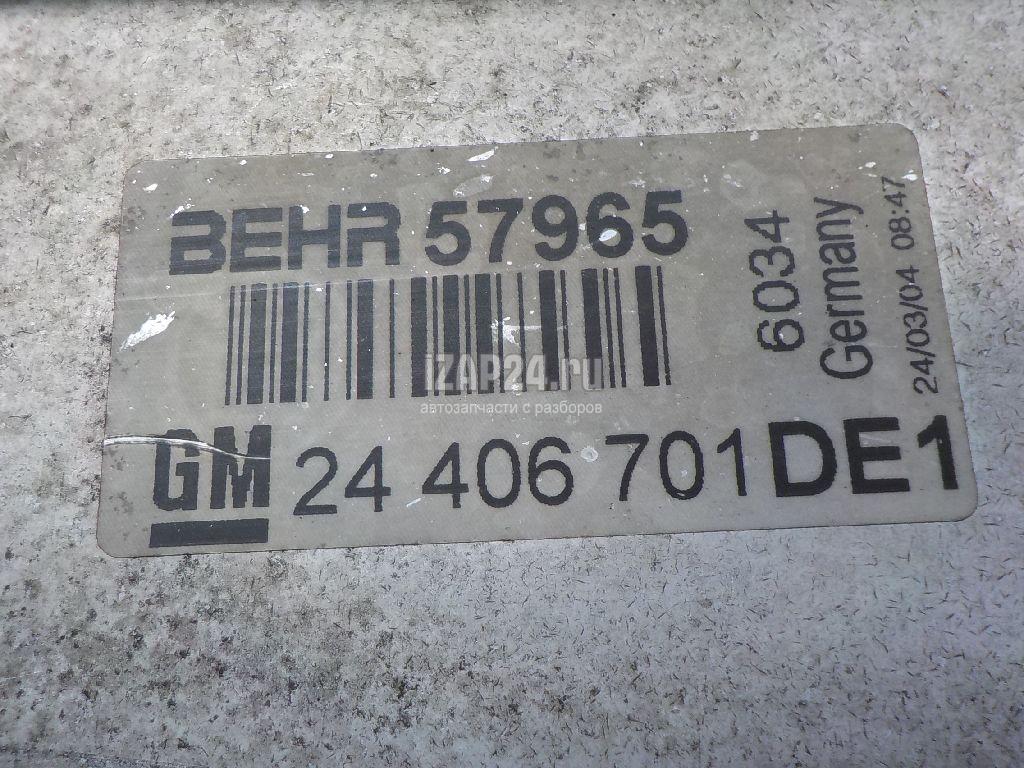 BEHR 57965
6034
Germany
24/03/04 08:47
iZAP24.ru
автозапчасти с разборов
GM 24 406 701 DE1